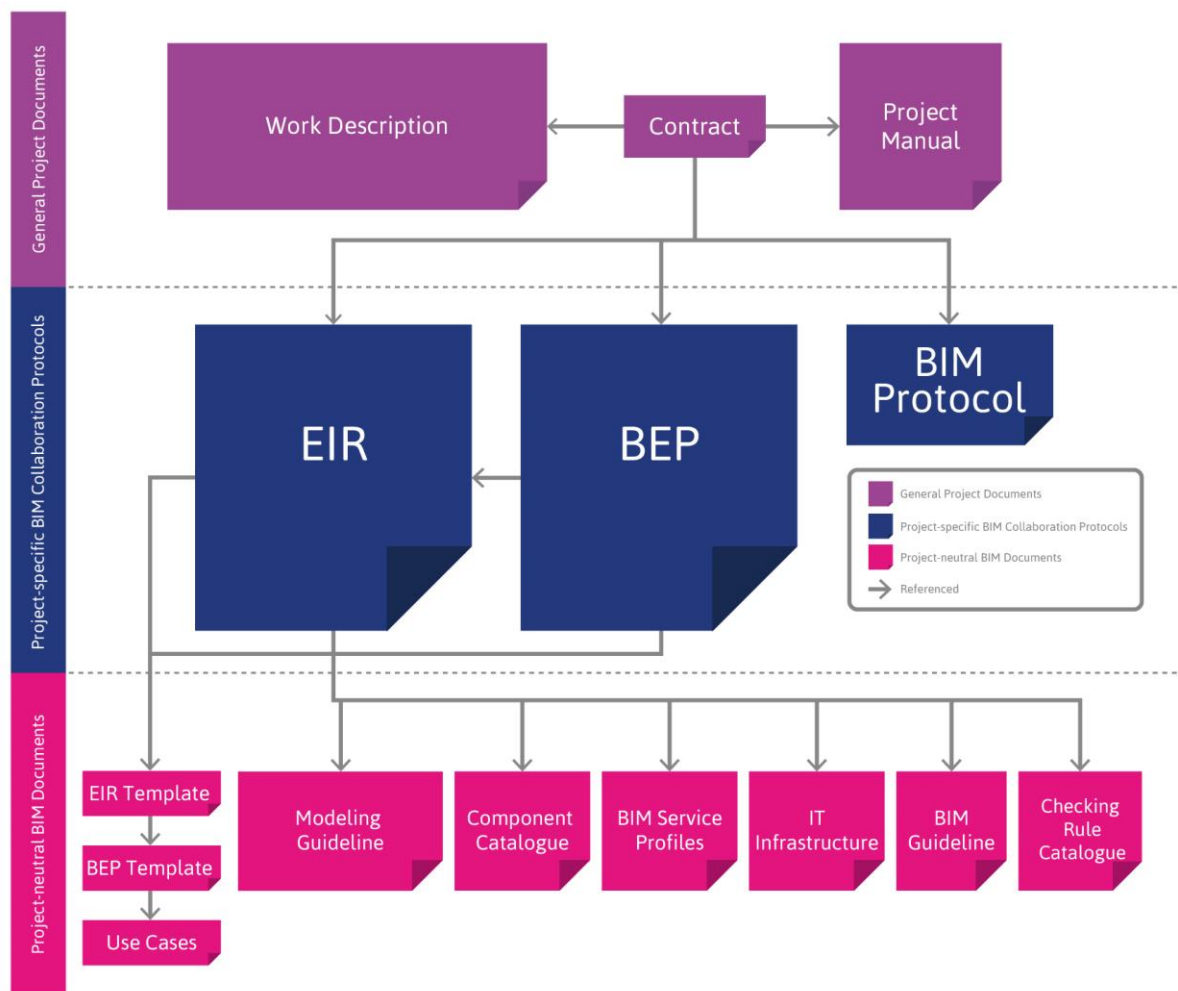 General Project Documents
Work Description
Contract
Project
Manual
Project-specific BIM Collaboration Protocols
EIR
BEP
BIM
Protocol
General Project Documents
Project-specific BIM Collaboration Protocols
Project-neutral BIM Documents
Referenced
Project-neutral BIM Documents
EIR Template
BEP Template
Use Cases
Modeling
Guideline
Component
Catalogue
BIM Service
Profiles
IT
Infrastructure
BIM
Guideline
Checking
Rule
Catalogue